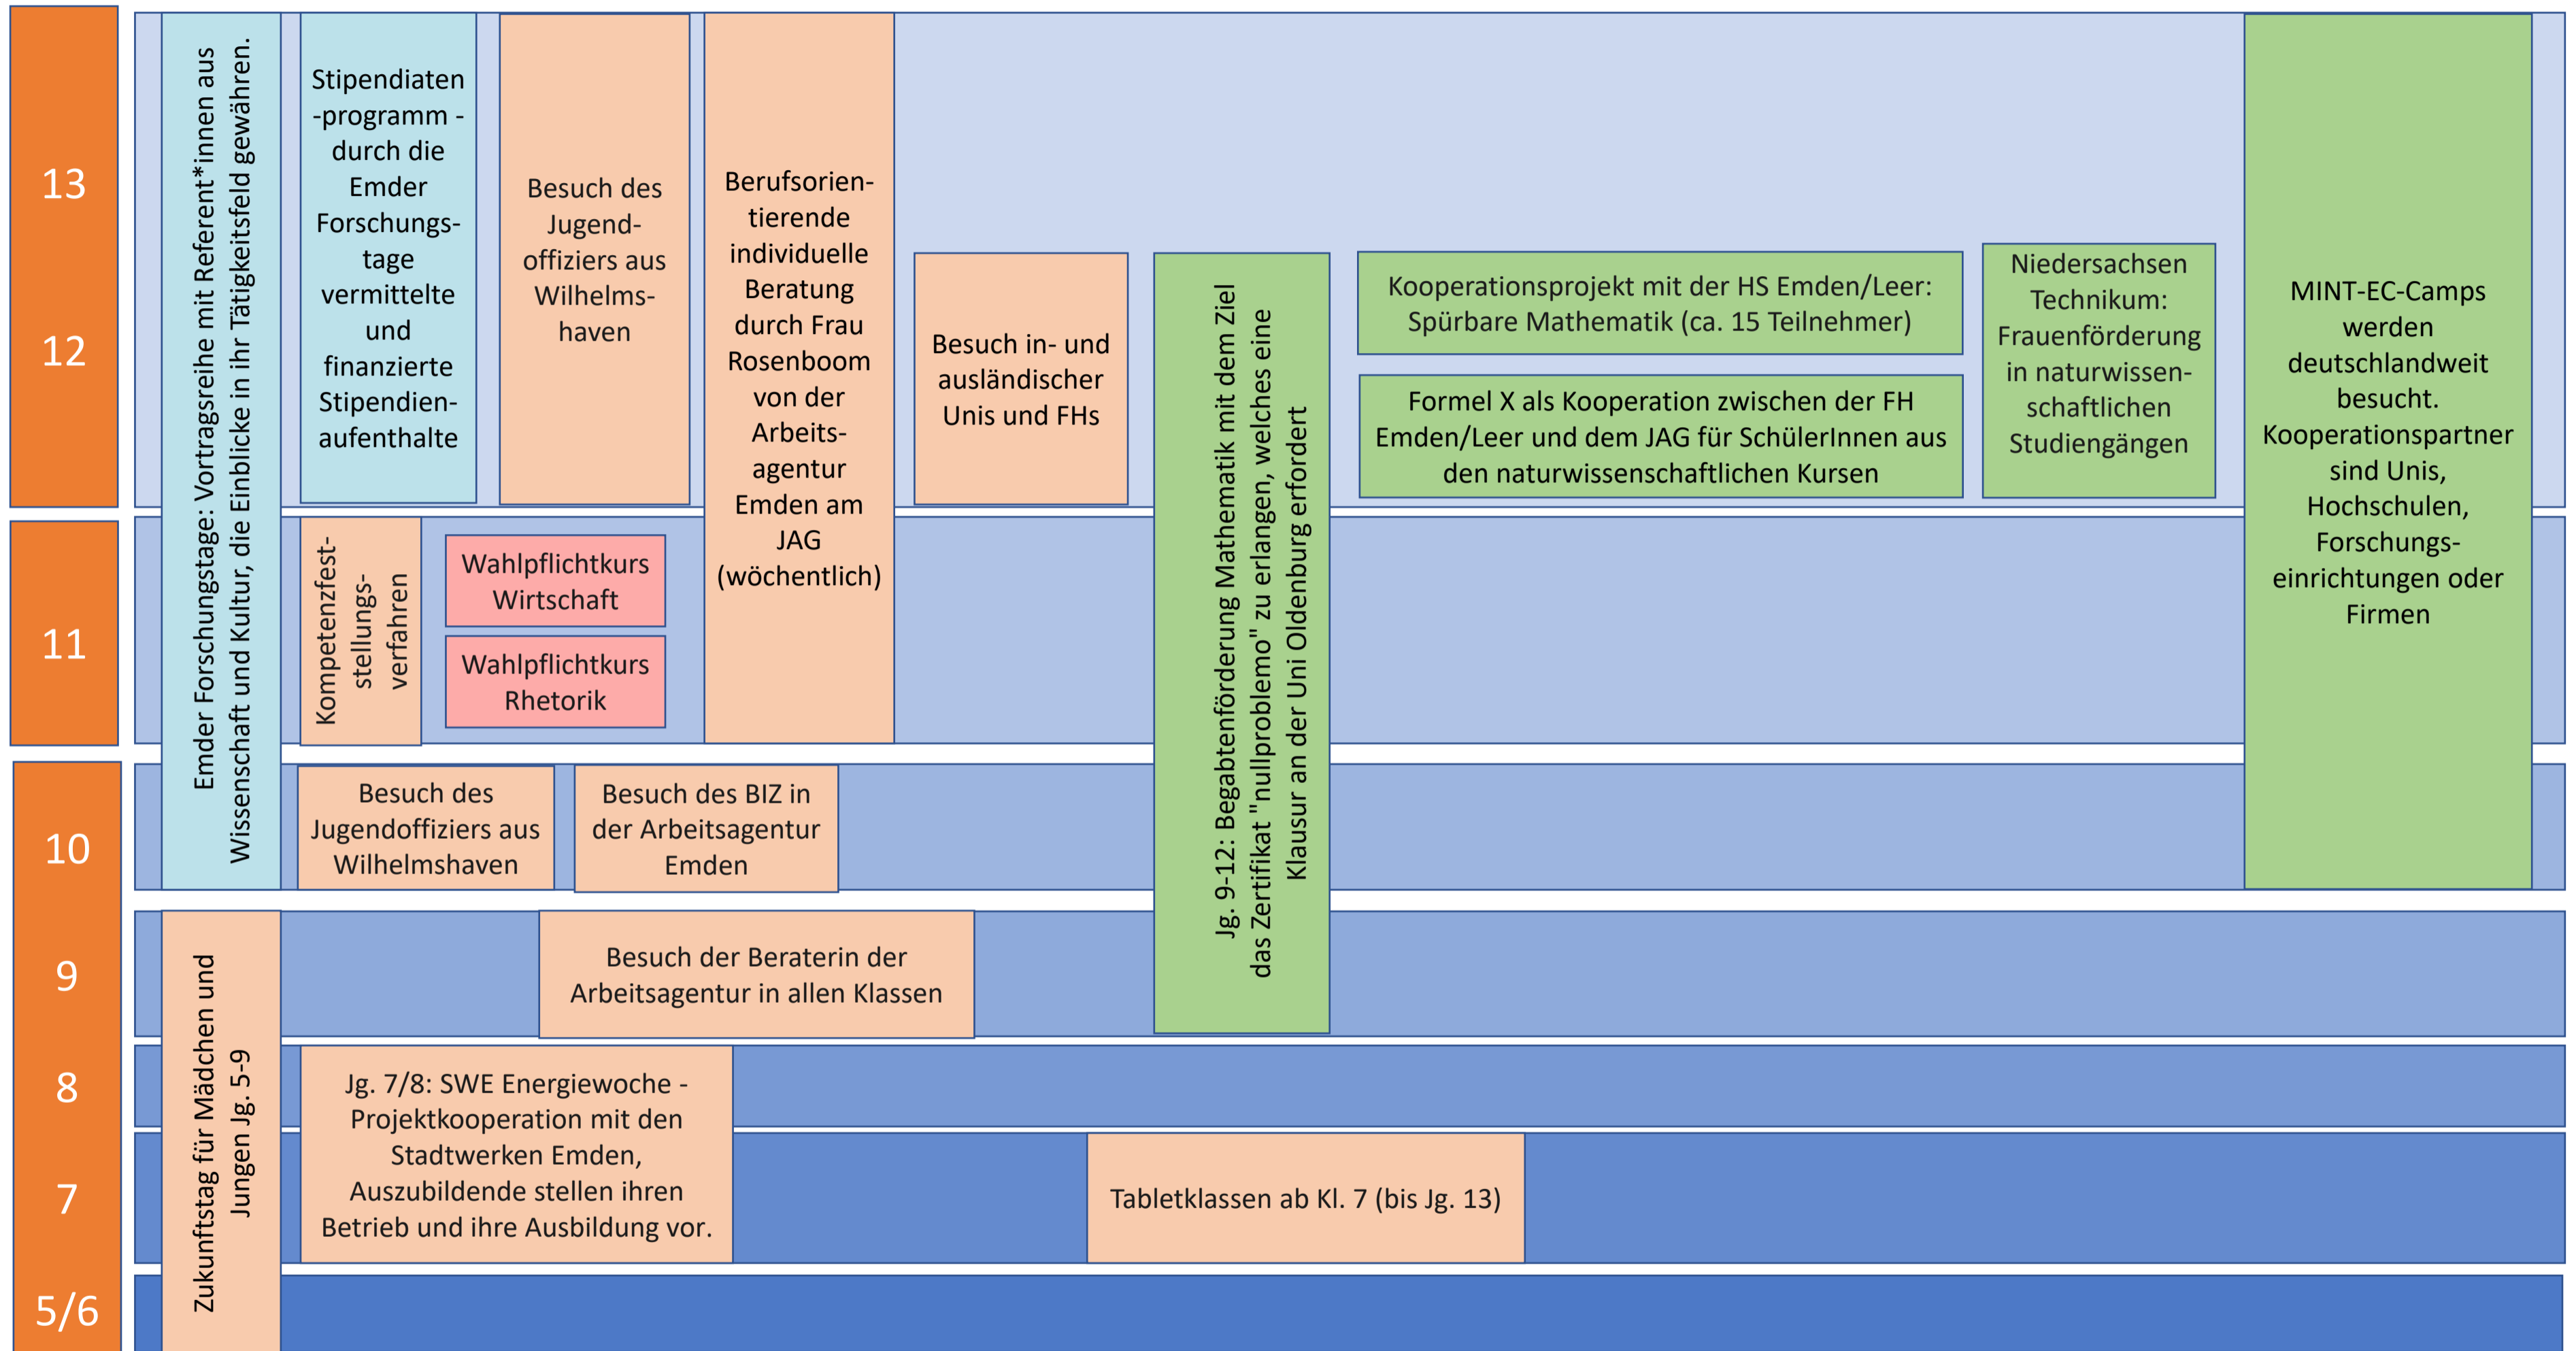 13
12
11
10
9
8
7
5/6
Emder Forschungstage: Vortragsreihe mit Referent*innen aus
Wissenschaft und Kultur, die Einblicke in ihr Tätigkeitsfeld gewähren.
Stipendiaten
-programm -
durch die
Emder
Forschungs-
tage
vermittelte
und
finanzierte
Stipendien-
aufenthalte
Besuch des
Jugend-
offiziers aus
Wilhelms-
haven
Berufsorien-
tierende
individuelle
Beratung
durch Frau
Rosenboom
von der
Arbeits-
agentur
Emden am
JAG
(wöchentlich)
Besuch in- und
ausländischer
Unis und FHs
Jg. 9-12: Begabtenförderung Mathematik mit dem Ziel
das Zertifikat "nullproblemo" zu erlangen, welches eine
Klausur an der Uni Oldenburg erfordert
Kooperationsprojekt mit der HS Emden/Leer:
Spürbare Mathematik (ca. 15 Teilnehmer)
Formel X als Kooperation zwischen der FH
Emden/Leer und dem JAG für SchülerInnen aus
den naturwissenschaftlichen Kursen
Niedersachsen
Technikum:
Frauenförderung
in naturwissen-
schaftlichen
Studiengängen
MINT-EC-Camps
werden
deutschlandweit
besucht.
Kooperationspartner
sind Unis,
Hochschulen,
Forschungs-
einrichtungen oder
Firmen
Kompetenzfest-
stellungs-
verfahren
Wahlpflichtkurs
Wirtschaft
Wahlpflichtkurs
Rhetorik
Besuch des
Jugendoffiziers aus
Wilhelmshaven
Besuch des BIZ in
der Arbeitsagentur
Emden
Zukunftstag für Mädchen und
Jungen Jg. 5-9
Besuch der Beraterin der
Arbeitsagentur in allen Klassen
Jg. 7/8: SWE Energiewoche -
Projektkooperation mit den
Stadtwerken Emden,
Auszubildende stellen ihren
Betrieb und ihre Ausbildung vor.
Tabletklassen ab Kl. 7 (bis Jg. 13)